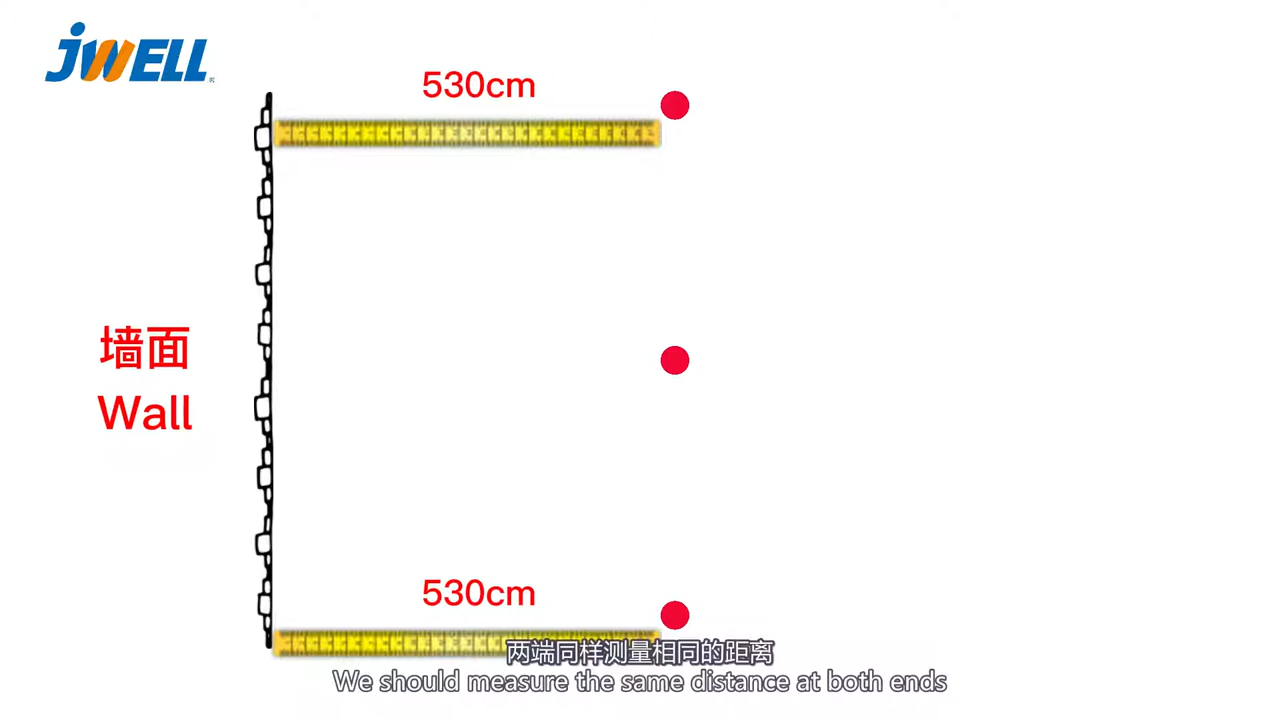 JWELL
530cm
墙面
Wall
530cm
两端同样测量相同的距离
We should measure the same distance at both ends